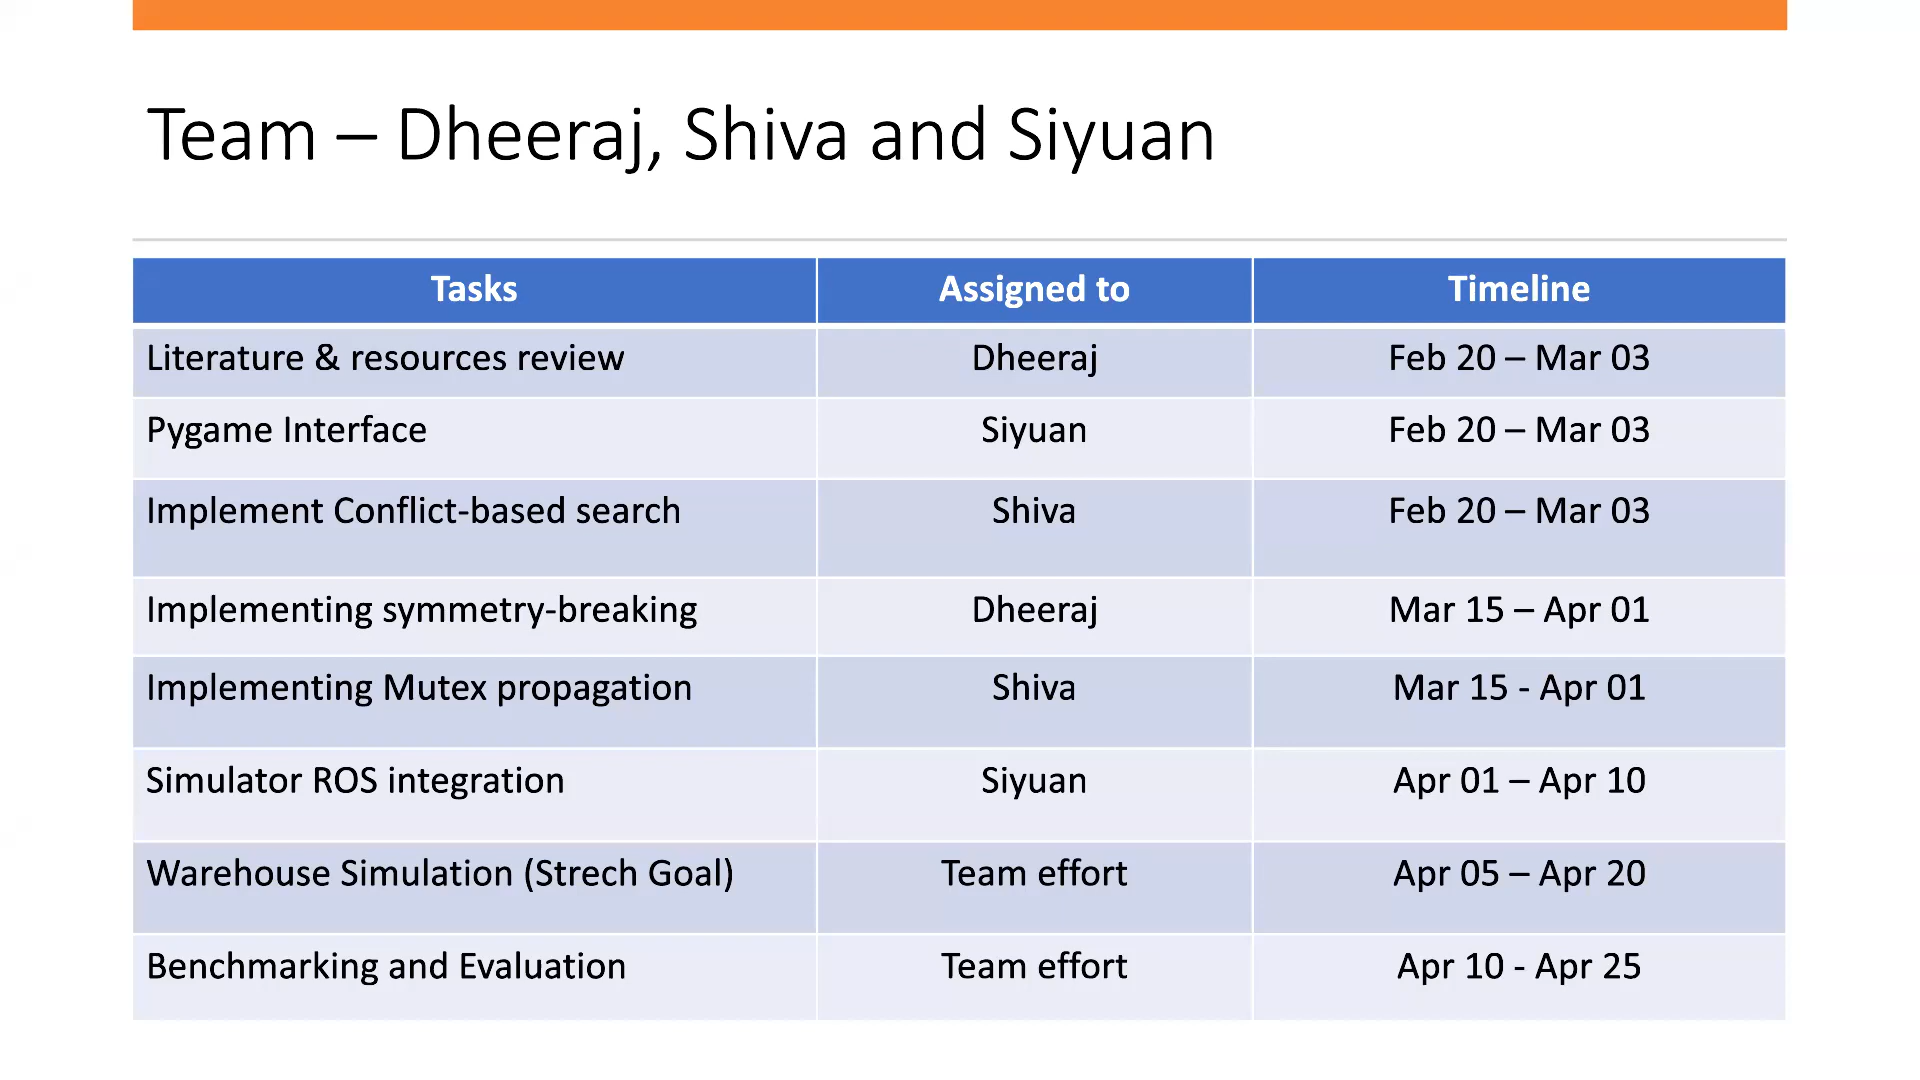 Team – Dheeraj, Shiva and Siyuan
Tasks Assigned to Timeline
Literature & resources review Dheeraj Feb 20 – Mar 03
Pygame Interface Siyuan Feb 20 – Mar 03
Implement Conflict-based search Shiva Feb 20 – Mar 03
Implementing symmetry-breaking Dheeraj Mar 15 – Apr 01
Implementing Mutex propagation Shiva Mar 15 - Apr 01
Simulator ROS integration Siyuan Apr 01 – Apr 10
Warehouse Simulation (Strech Goal) Team effort Apr 05 – Apr 20
Benchmarking and Evaluation Team effort Apr 10 - Apr 25